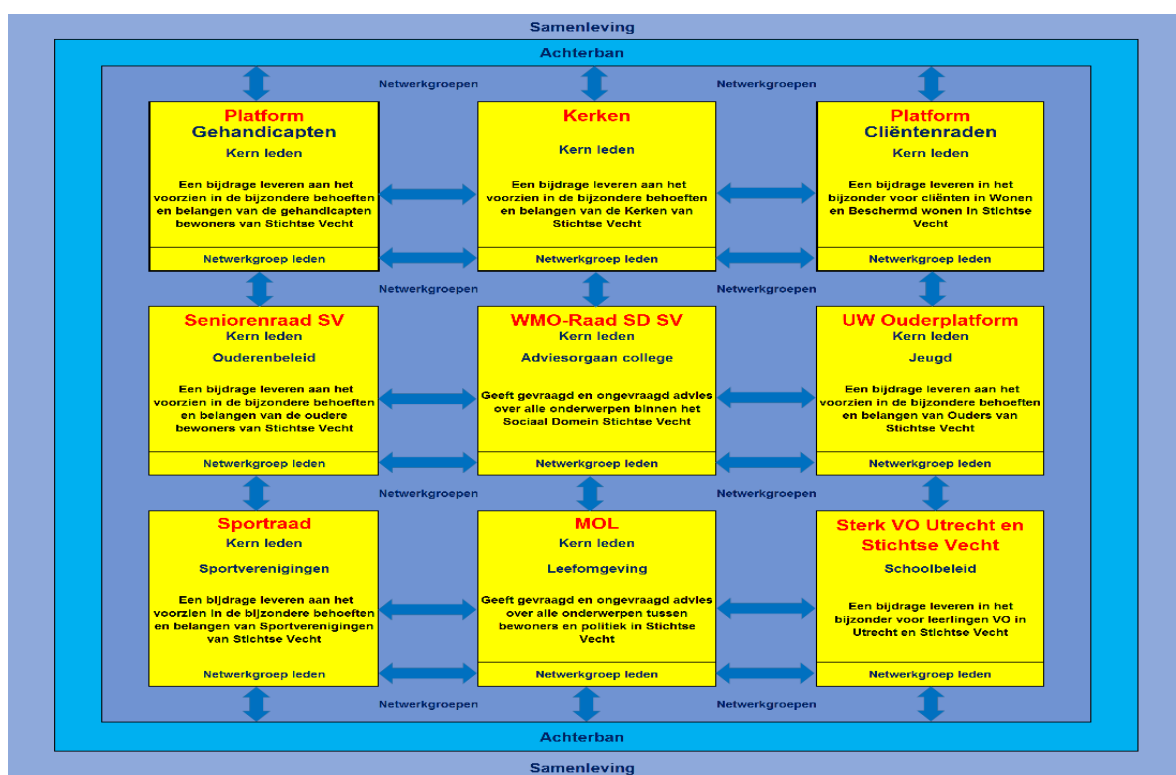 Samenleving
Achterban
Netwerkgroepen
Netwerkgroepen
Platform
Gehandicapten
Kern leden
Een bijdrage leveren aan het
voorzien in de bijzondere behoeften
en belangen van de gehandicapten
bewoners van Stichtse Vecht
Netwerkgroep leden
Kerken
Kern leden
Een bijdrage leveren aan het
voorzien in de bijzondere behoeften
en belangen van de Kerken van
Stichtse Vecht
Netwerkgroep leden
Platform
Cliëntenraden
Kern leden
Een bijdrage leveren in het
bijzonder voor cliënten in Wonen
en Beschermd wonen in Stichtse
Vecht
Netwerkgroep leden
Netwerkgroepen
Netwerkgroepen
Seniorenraad SV
Kern leden
Ouderenbeleid
Een bijdrage leveren aan het
voorzien in de bijzondere behoeften
en belangen van de oudere
bewoners van Stichtse Vecht
Netwerkgroep leden
WMO-Raad SD SV
Kern leden
Adviesorgaan college
Geeft gevraagd en ongevraagd advies
over alle onderwerpen binnen het
Sociaal Domein Stichtse Vecht
Netwerkgroep leden
UW Ouderplatform
Kern leden
Jeugd
Een bijdrage leveren aan het
voorzien in de bijzondere behoeften
en belangen van Ouders van
Stichtse Vecht
Netwerkgroep leden
Netwerkgroepen
Netwerkgroepen
Sportraad
Kern leden
Sportverenigingen
Een bijdrage leveren aan het
voorzien in de bijzondere behoeften
en belangen van Sportverenigingen
van Stichtse Vecht
Netwerkgroep leden
MOL
Kern leden
Leefomgeving
Geeft gevraagd en ongevraagd advies
over alle onderwerpen tussen
bewoners en politiek in Stichtse
Vecht
Netwerkgroep leden
Sterk VO Utrecht en
Stichtse Vecht
Schoolbeleid
Een bijdrage leveren in het
bijzonder voor leerlingen VO in
Utrecht en Stichtse Vecht
Netwerkgroep leden
Netwerkgroepen
Netwerkgroepen
Achterban
Samenleving